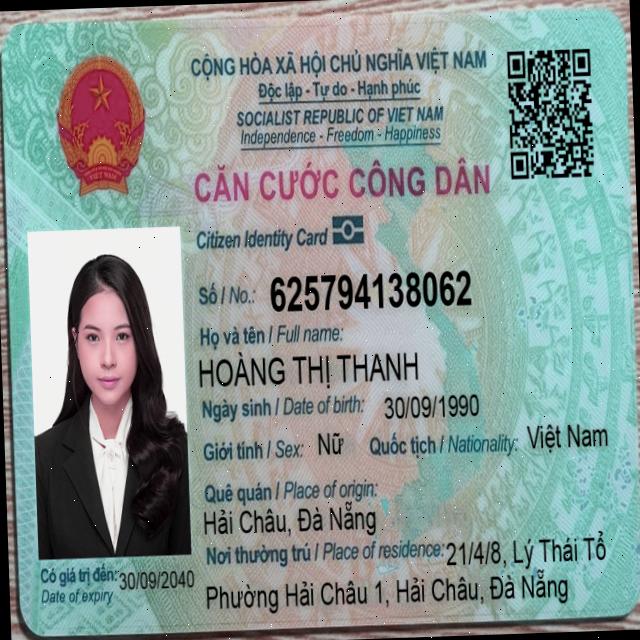 CỘNG HÒA XÃ HỘI CHỦ NGHĨA VIỆT NAM
Độc lập - Tự do - Hạnh phúc
SOCIALIST REPUBLIC OF VIET NAM
Independence - Freedom - Happiness
CĂN CƯỚC CÔNG DÂN
Citizen Identity Card
Số / No.: 625794138062
Họ và tên / Full name:
HOÀNG THỊ THANH
Ngày sinh / Date of birth: 30/09/1990
Giới tính / Sex: Nữ Quốc tịch / Nationality: Việt Nam
Quê quán / Place of origin:
Hải Châu, Đà Nẵng
Nơi thường trú / Place of residence: 21/4/8, Lý Thái Tổ
Phường Hải Châu 1, Hải Châu, Đà Nẵng
Có giá trị đến: 30/09/2040
Date of expiry
VIET NAM